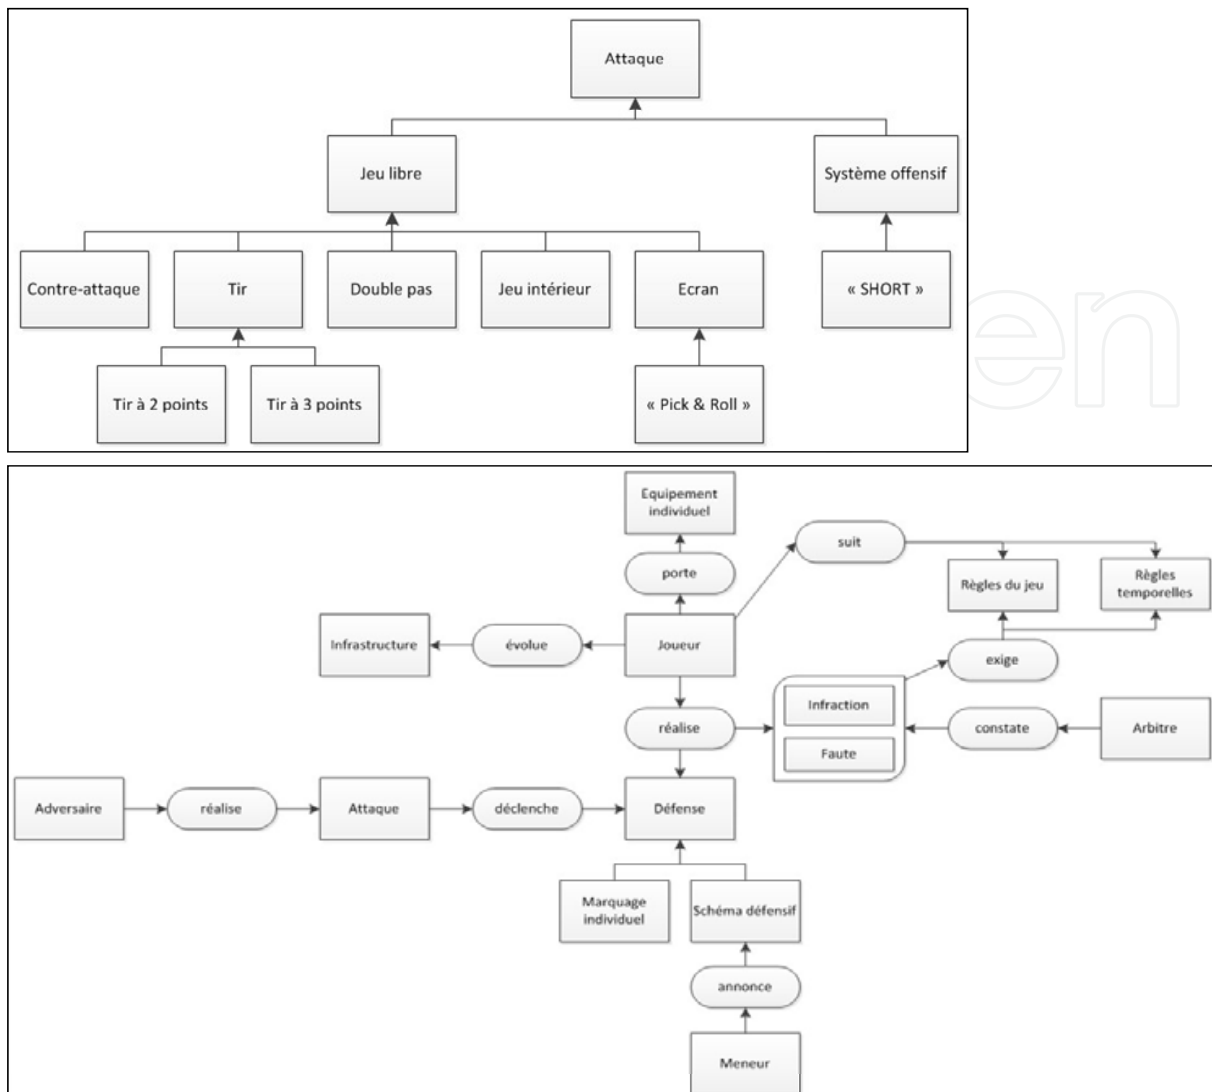 Attaque
Jeu libre
Système offensif
Contre-attaque
Tir
Double pas
Jeu intérieur
Ecran
« SHORT »
Tir à 2 points
Tir à 3 points
« Pick & Roll »
en
Equipement
individuel
suit
porte
Règles du jeu
Règles
temporelles
Infrastructure
évolue
Joueur
exige
Infraction
réalise
constate
Arbitre
Faute
Adversaire
réalise
Attaque
déclenche
Défense
Marquage
individuel
Schéma défensif
annonce
Meneur